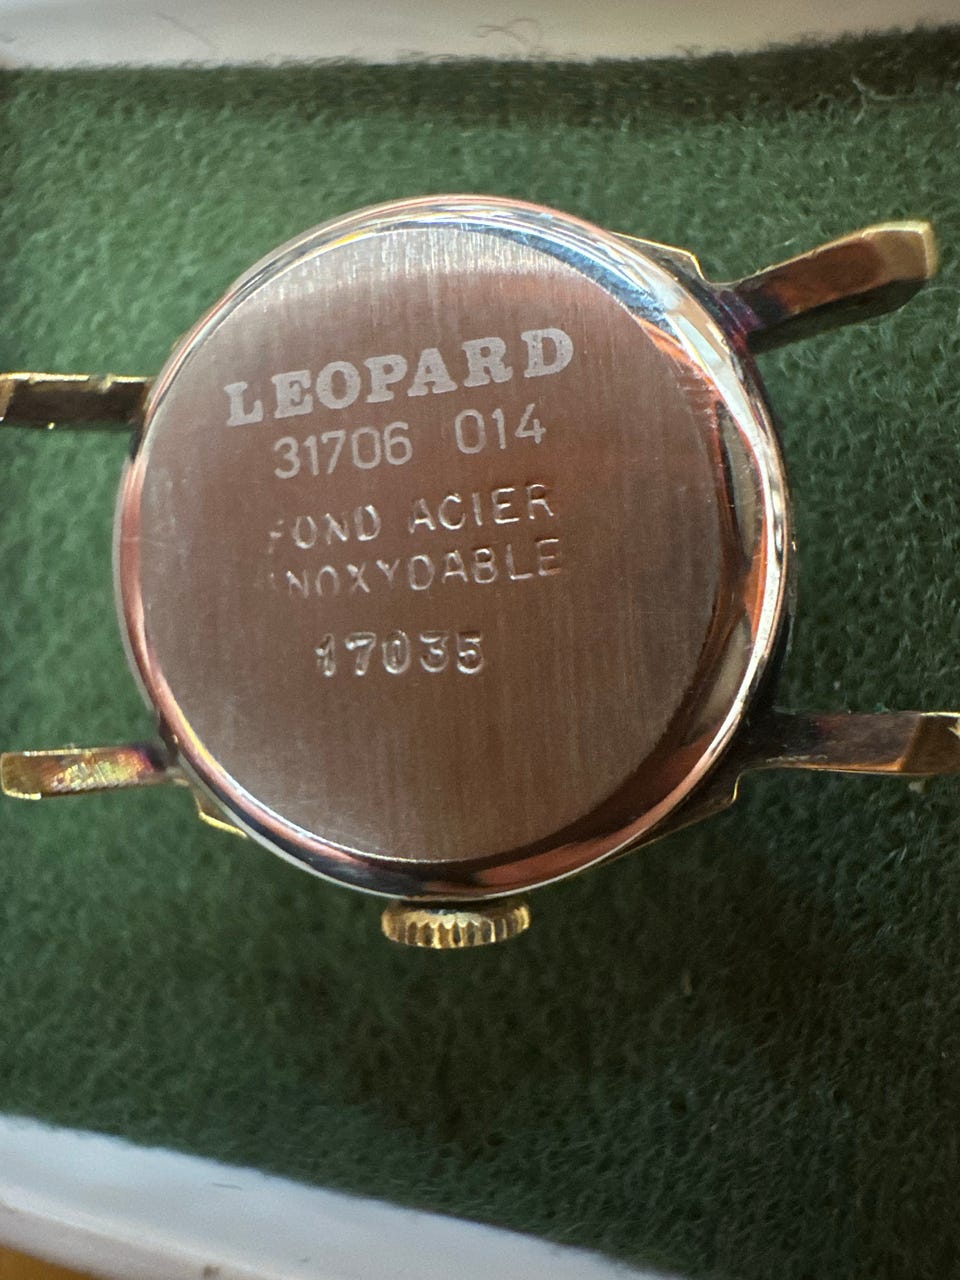 LEOPARD
31706 014
FOND ACIER
INOXYDABLE
17035